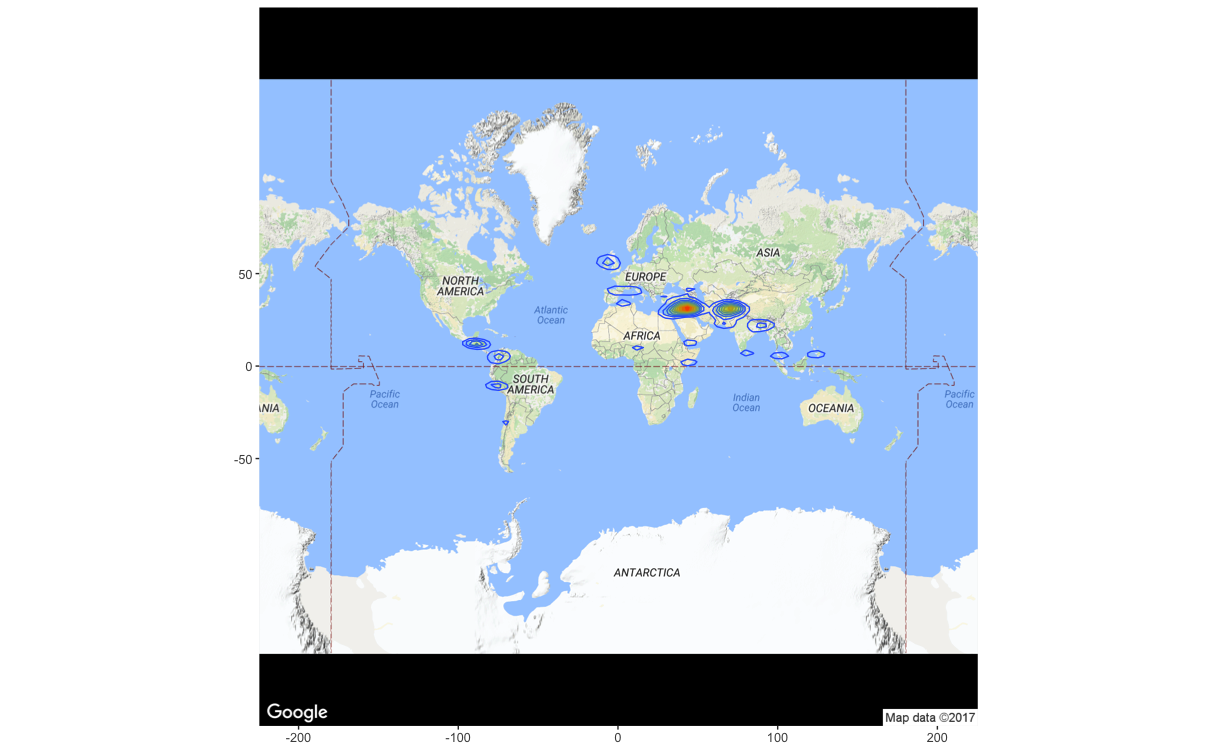 ASIA
EUROPE
NORTH
AMERICA
Atlantic
Ocean
AFRICA
SOUTH
AMERICA
Pacific
Ocean
Indian
Ocean
Pacific
Ocean
ANIA
OCEANIA
ANTARCTICA
50
0
-50
Google
Map data ©2017
-200
-100
0
100
200